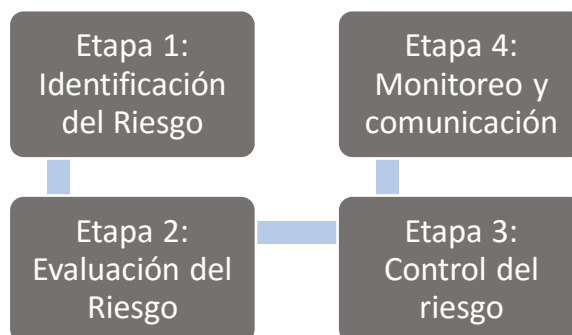 Etapa 1:
Identificación
del Riesgo
Etapa 2:
Evaluación del
Riesgo
Etapa 3:
Control del
riesgo
Etapa 4:
Monitoreo y
comunicación